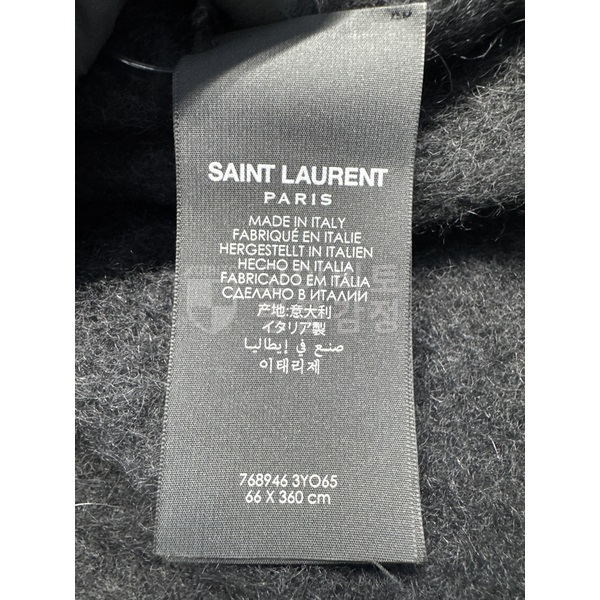 SAINT LAURENT
PARIS
MADE IN ITALY
FABRIQUÉ EN ITALIE
HERGESTELLT IN ITALIEN
HECHO EN ITALIA
FABRICADO EM ITÁLIA
СДЕЛАНО В ИТАЛИИ
产地:意大利
イタリア製
صنع في إيطاليا
이태리제
768946 3YO65
66 X 360 cm